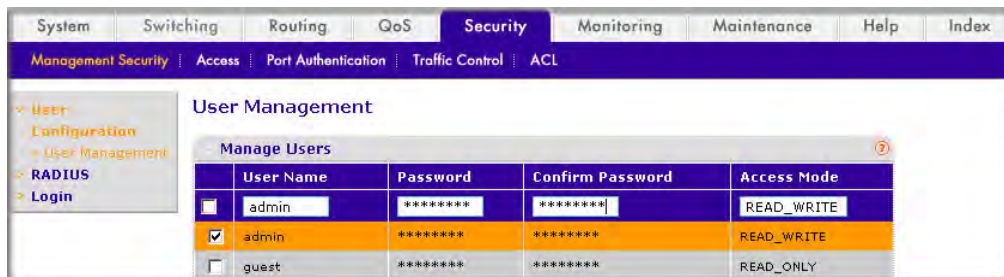 System Switching Routing QoS Security Monitoring Maintenance Help Index
Management Security Access Port Authentication Traffic Control ACL
User Configuration
User Management
RADIUS
Login
User Management
Manage Users ?
User Name Password Confirm Password Access Mode
admin ******** ******** READ_WRITE
admin ******** ******** READ_WRITE
guest ******** ******** READ_ONLY